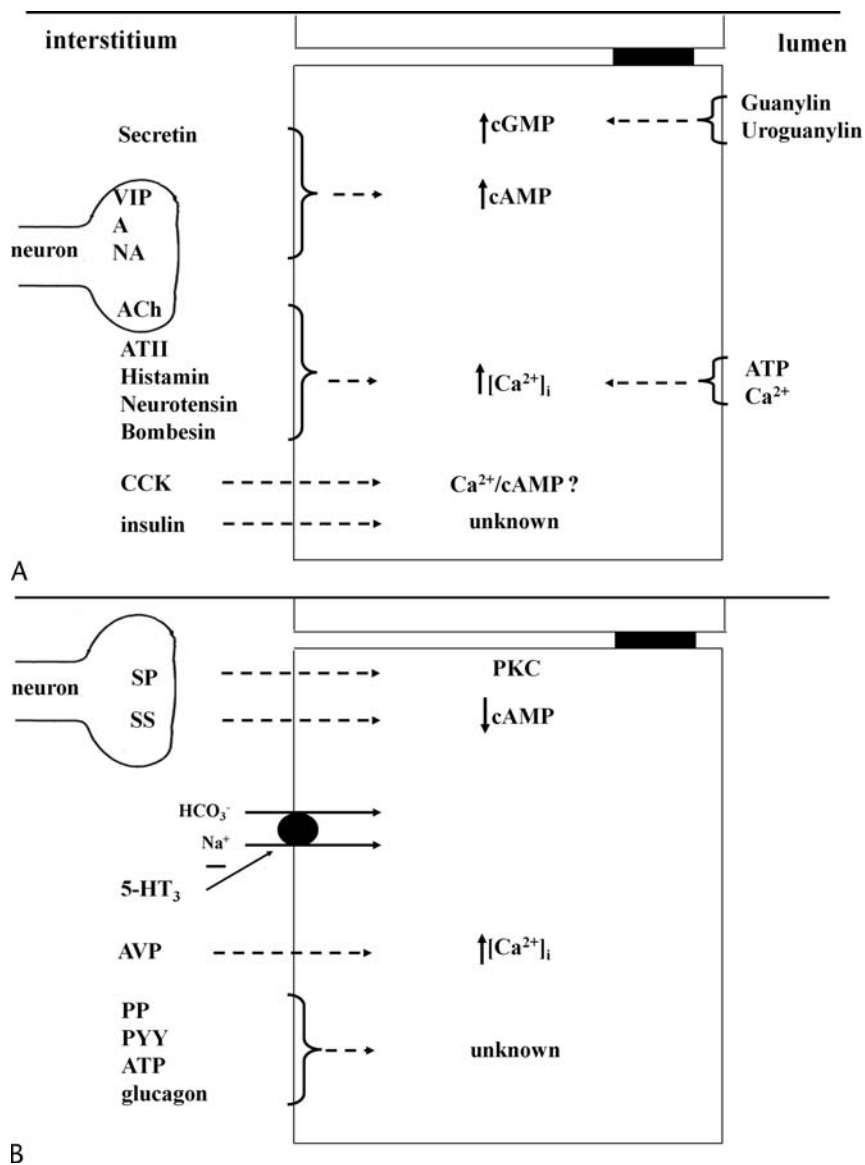 interstitium
lumen
Secretin
VIP
A
NA
ACh
neuron
ATII
Histamin
Neurotensin
Bombesin
CCK
insulin
↑cGMP
↑cAMP
↑[Ca²⁺]ᵢ
Ca²⁺/cAMP ?
unknown
Guanylin
Uroguanylin
ATP
Ca²⁺
A
neuron
SP
SS
PKC
↓cAMP
HCO₃⁻
Na⁺
–
5-HT₃
AVP
↑[Ca²⁺]ᵢ
PP
PYY
ATP
glucagon
unknown
B